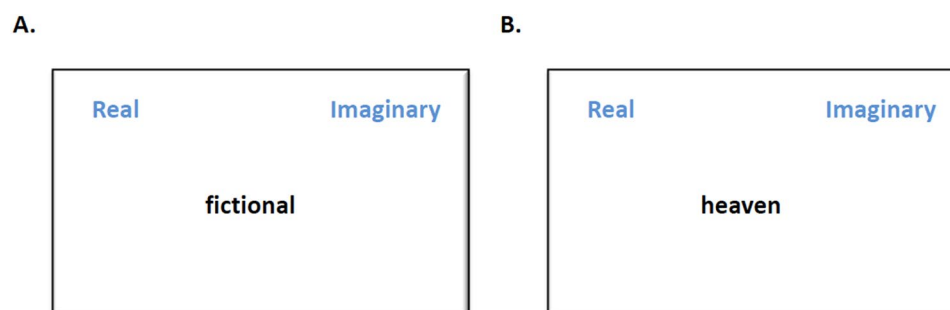 A.
Real Imaginary
fictional
B.
Real Imaginary
heaven